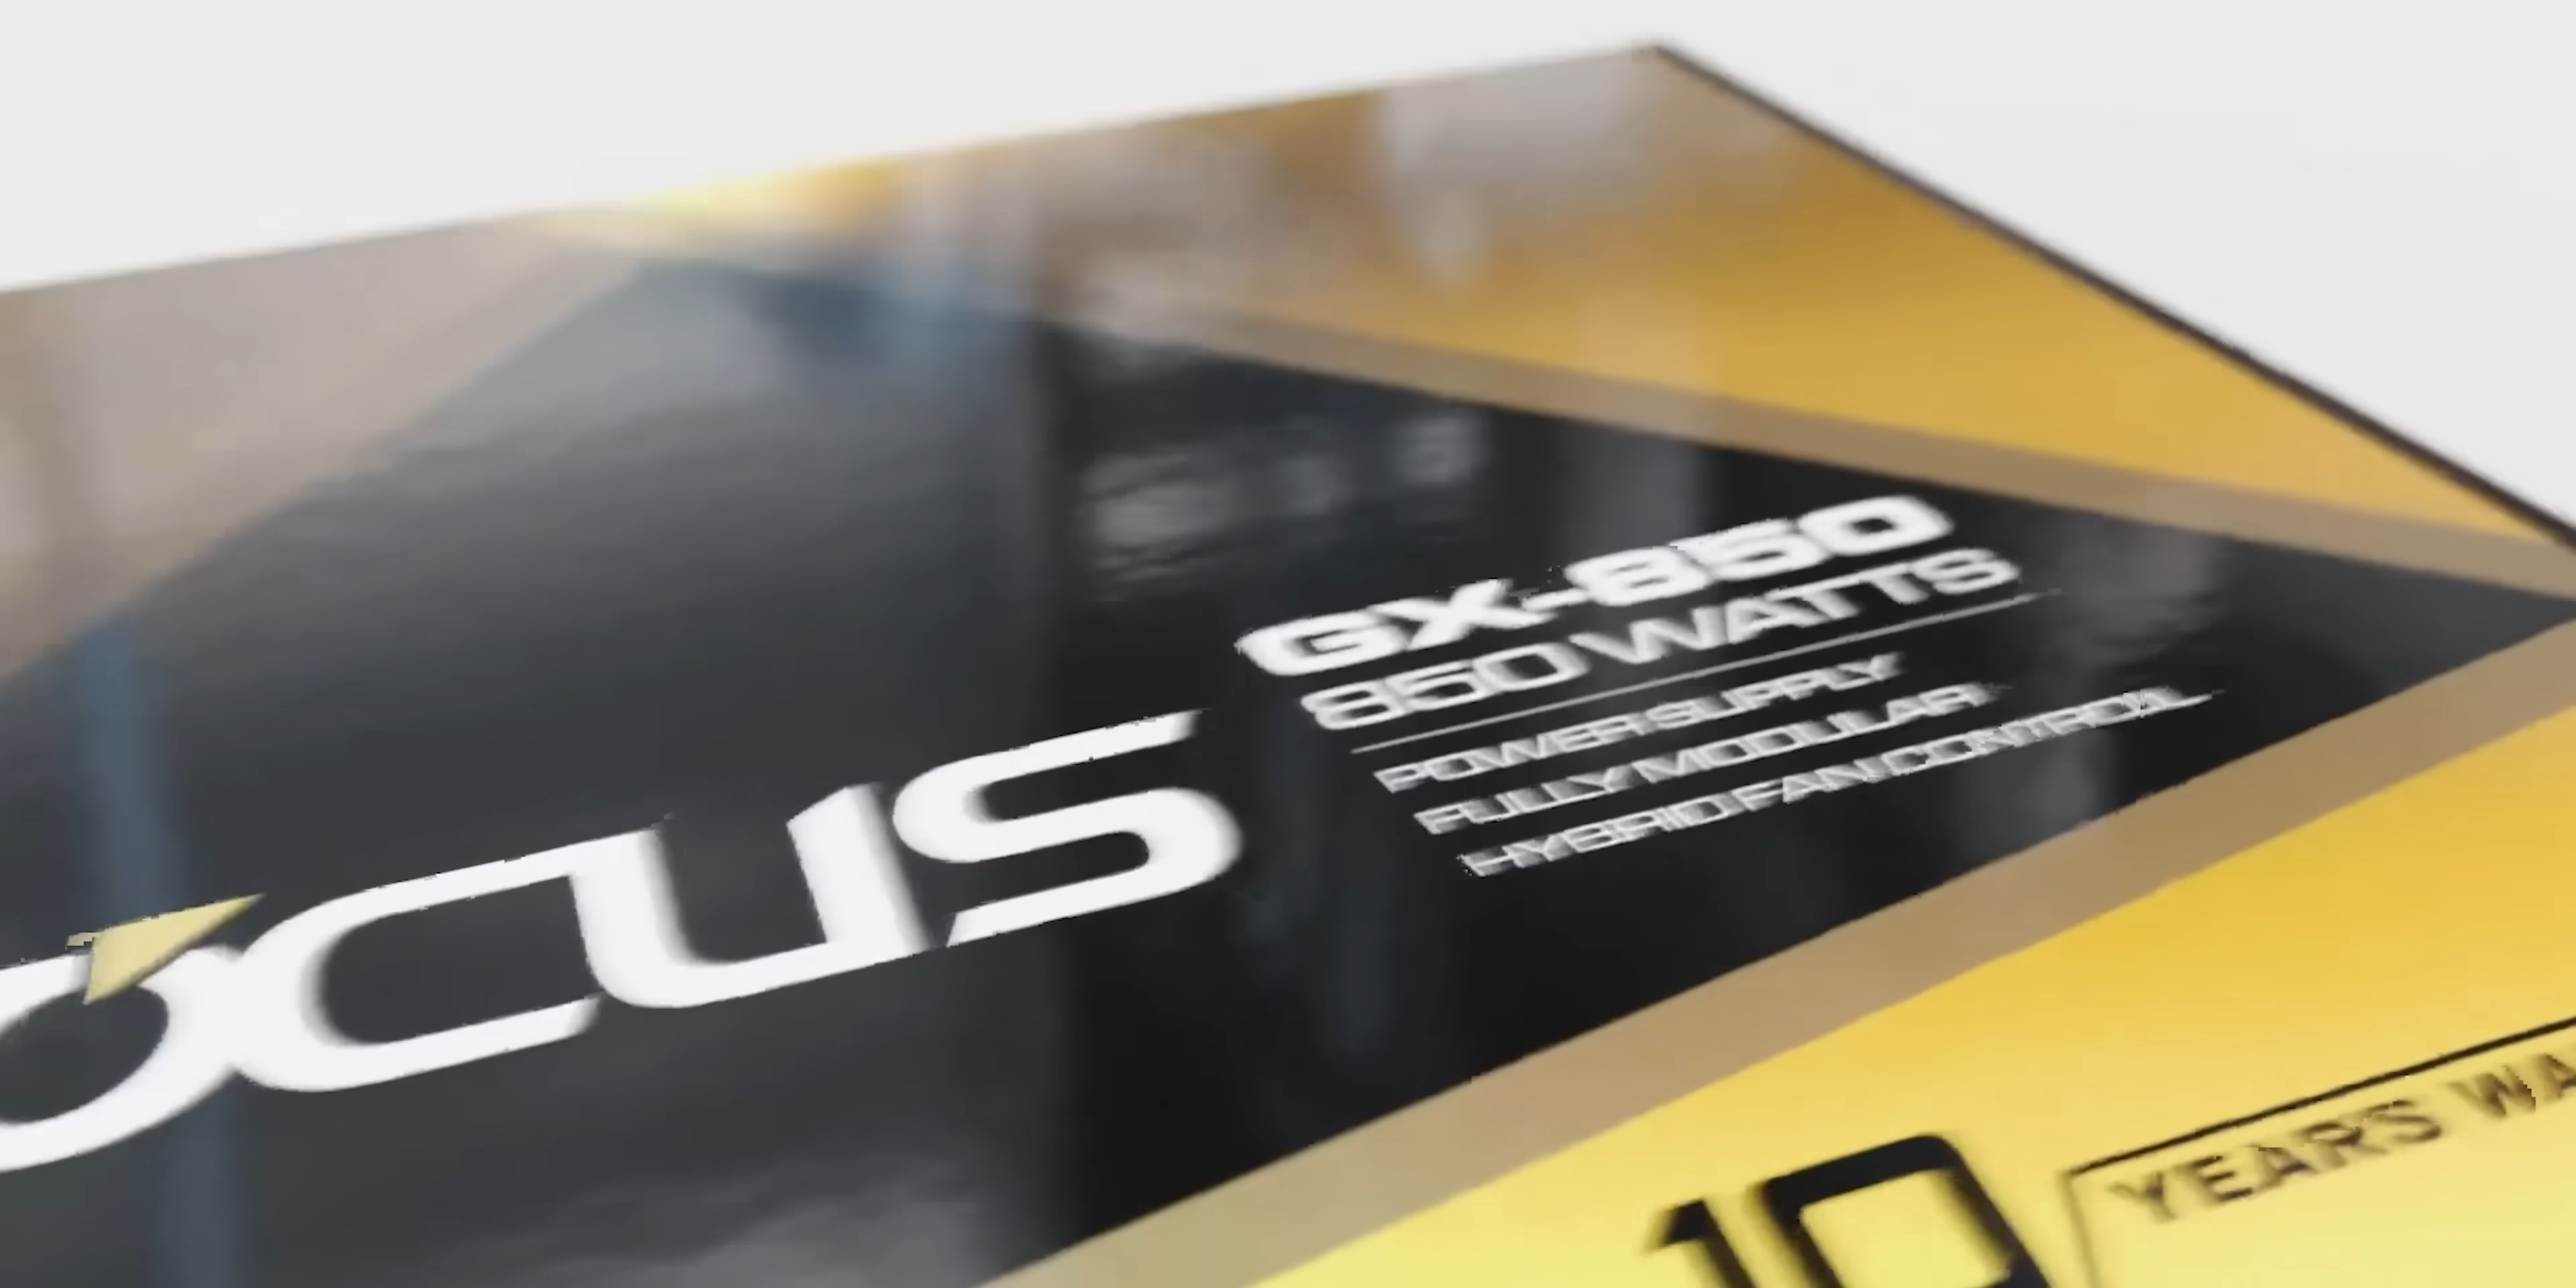 OCUS
GX-850
850 WATTS
POWER SUPPLY
FULLY MODULAR
HYBRID FAN CONTROL
10
YEARS WA